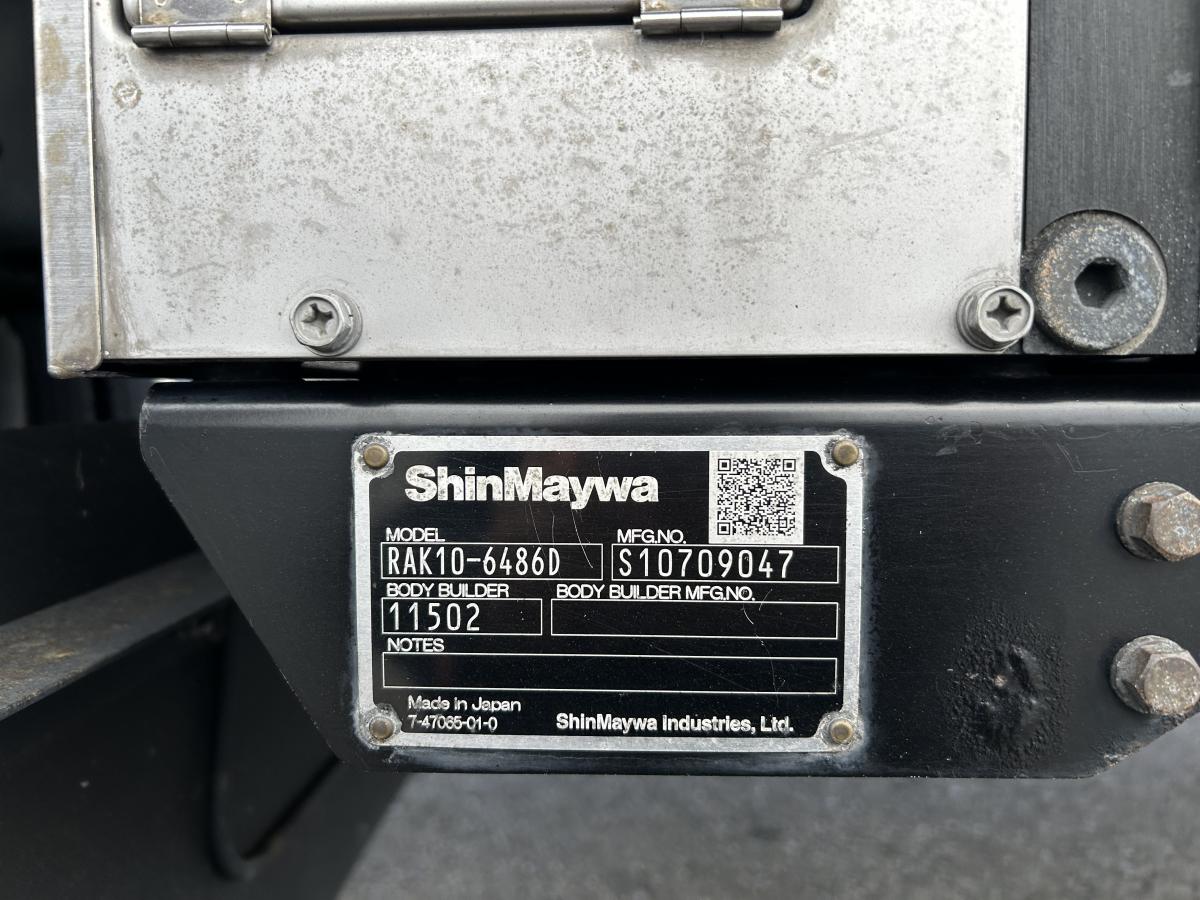 ShinMaywa
MODEL MFG.NO.
RAK10-6486D S10709047
BODY BUILDER BODY BUILDER MFG.NO.
11502
NOTES
Made in Japan
7-47065-01-0 ShinMaywa Industries, Ltd.